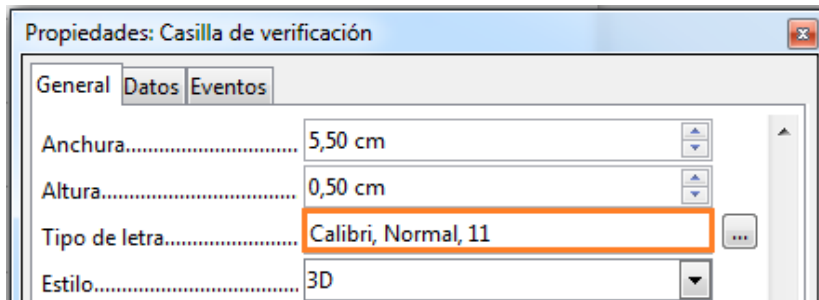 Propiedades: Casilla de verificación
General Datos Eventos
Anchura............................... 5,50 cm
Altura................................... 0,50 cm
Tipo de letra........................ Calibri, Normal, 11 ...
Estilo..................................... 3D